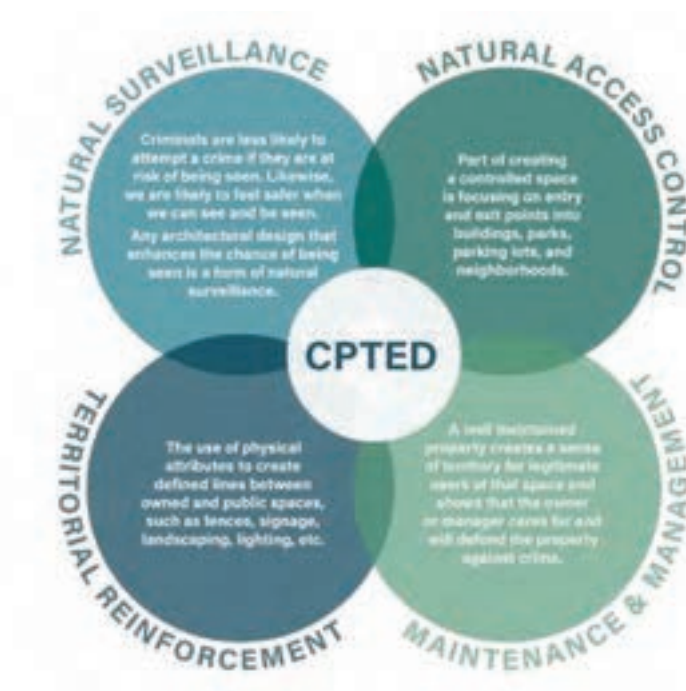 NATURAL SURVEILLANCE
Criminals are less likely to
attempt a crime if they are at
risk of being seen. Likewise,
we are likely to feel safer when
we can see and be seen.
Any architectural design that
enhances the chance of being
seen is a form of natural
surveillance.
NATURAL ACCESS CONTROL
Part of creating
a controlled space
is focusing on entry
and exit points into
buildings, parks,
parking lots, and
neighborhoods.
CPTED
TERRITORIAL REINFORCEMENT
The use of physical
attributes to create
defined lines between
owned and public spaces,
such as fences, signage,
landscaping, lighting, etc.
MAINTENANCE & MANAGEMENT
A well maintained
property creates a sense
of territory for legitimate
users of that space and
shows that the owner
or manager cares for and
will defend the property
against crime.